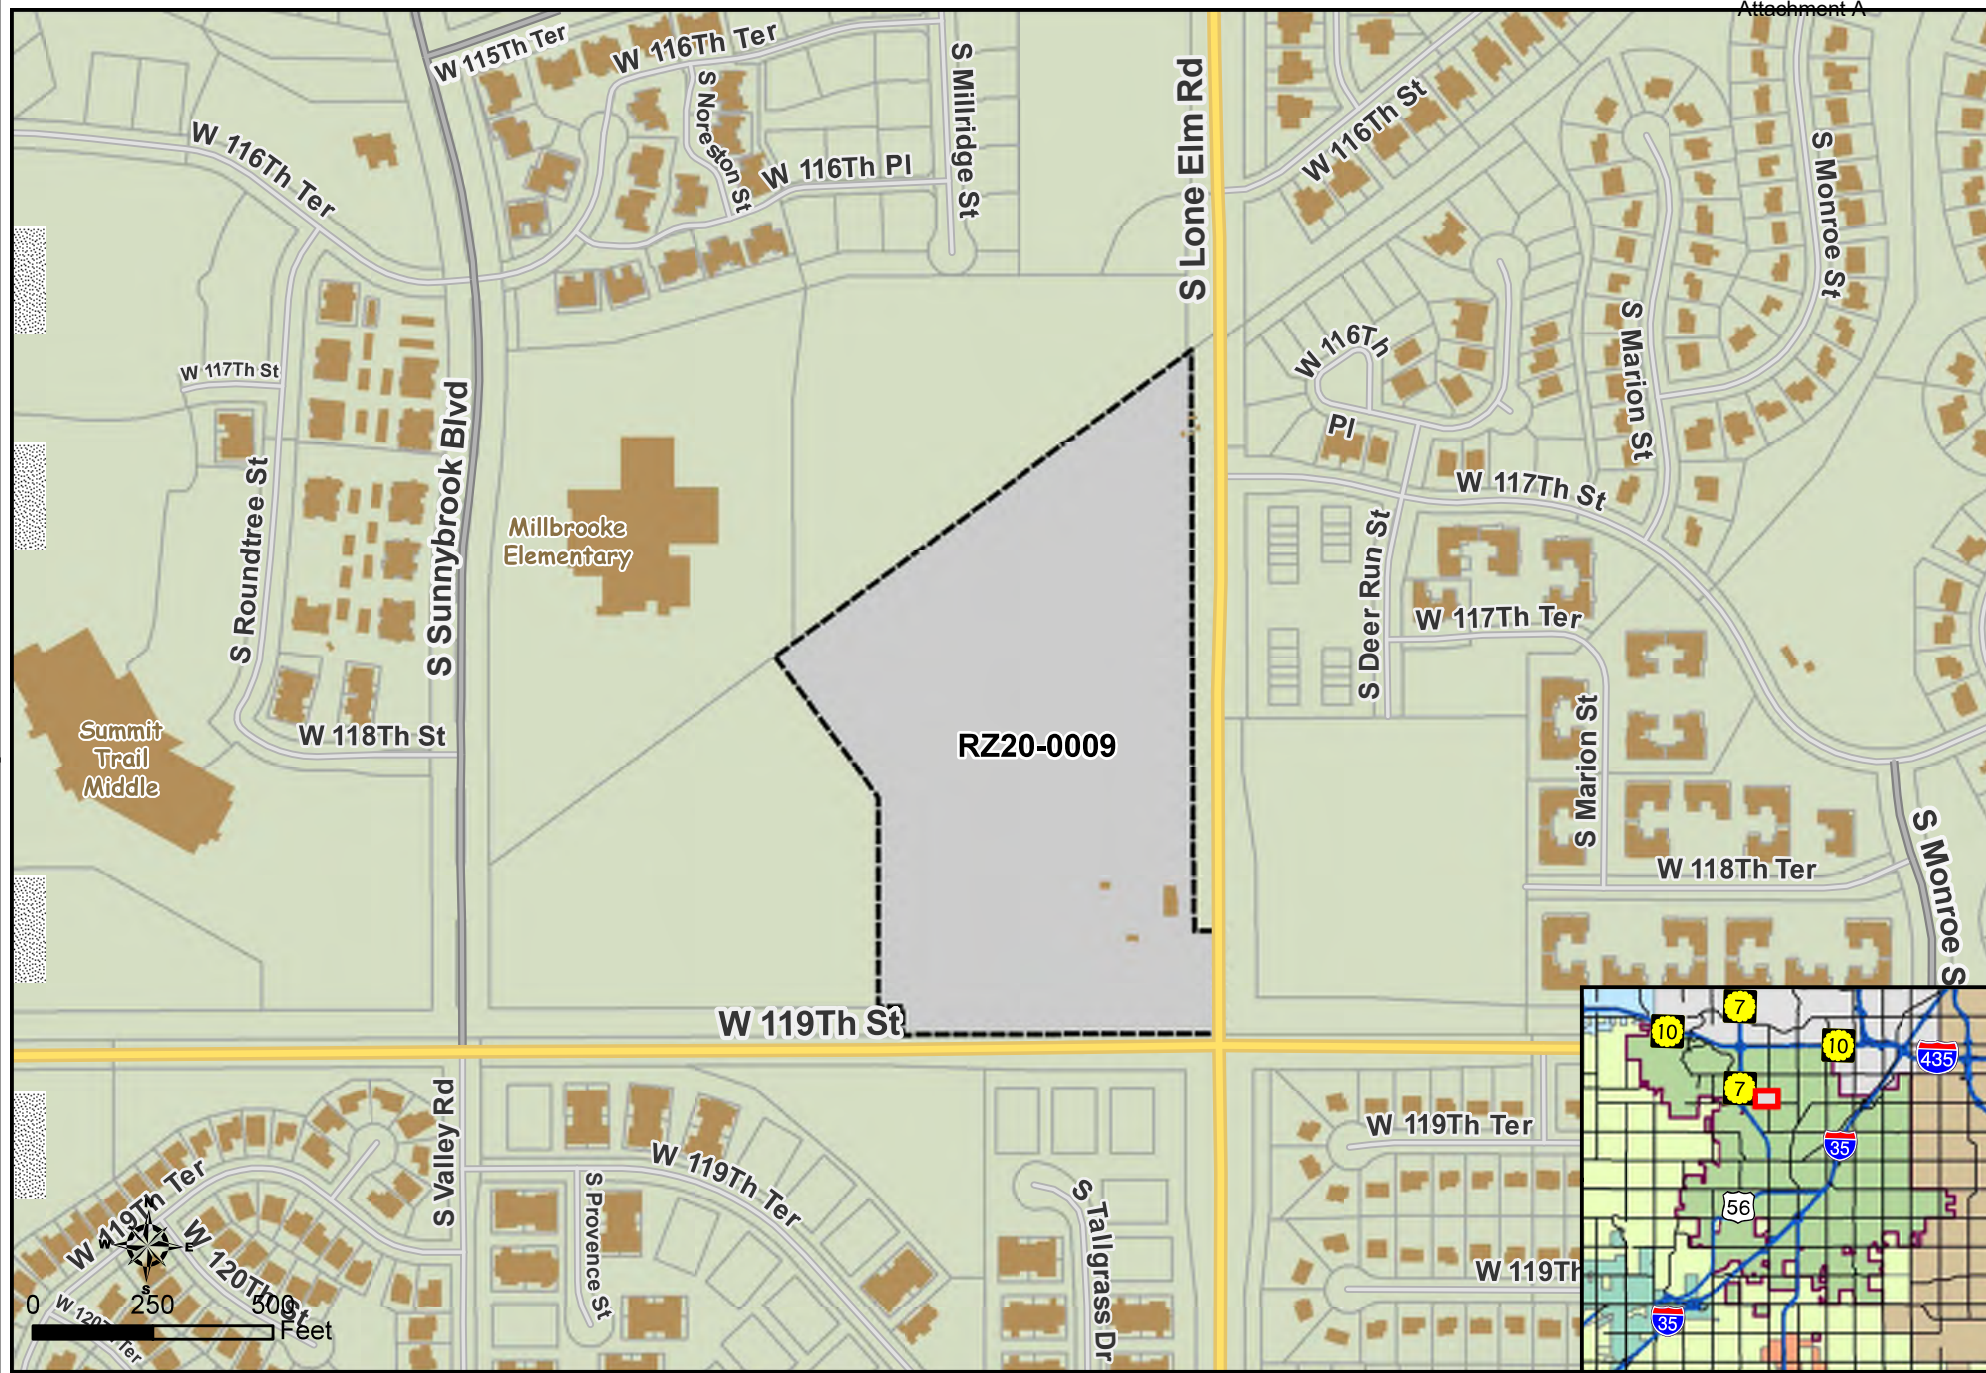 Attachment A
W 115Th Ter
W 116Th Ter
S Noreston St
S Millridge St
S Lone Elm Rd
W 116Th St
S Monroe St
W 116Th Ter
W 116Th Pl
S Marion St
W 116Th
Pl
W 117Th St
S Sunnybrook Blvd
S Roundtree St
Millbrooke
Elementary
W 117Th St
S Deer Run St
W 117Th Ter
Summit
Trail
Middle
W 118Th St
RZ20-0009
S Marion St
W 118Th Ter
S Monroe S
W 119Th St
7
10
10
435
7
35
56
35
S Valley Rd
W 119Th Ter
W 119Th Ter
W 119Th Ter
S Provence St
S Tallgrass Dr
W 119Th
W 120Th St
W 120Th Ter
N
W
E
S
0
250
500
Feet